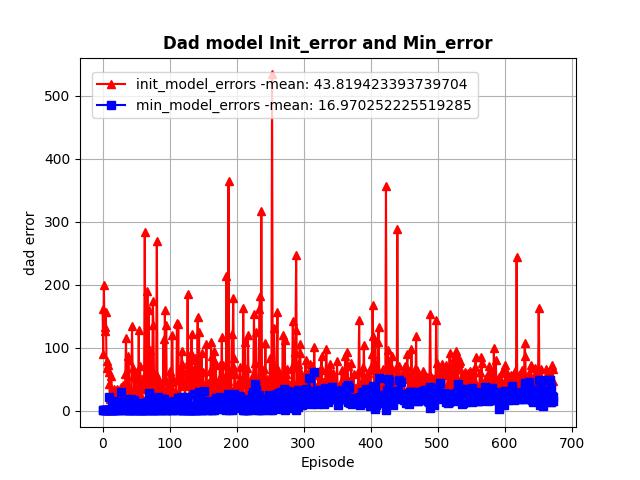 Dad model Init_error and Min_error
init_model_errors -mean: 43.819423393739704
min_model_errors -mean: 16.970252225519285
dad error
500
400
300
200
100
0
0 100 200 300 400 500 600 700
Episode